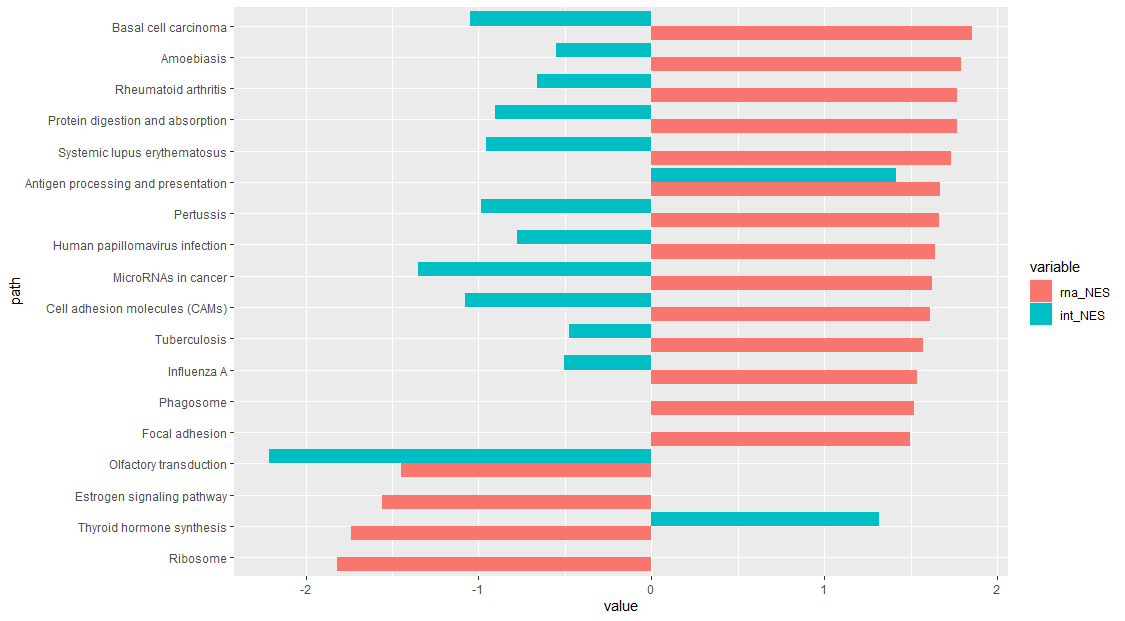 Basal cell carcinoma
Amoebiasis
Rheumatoid arthritis
Protein digestion and absorption
Systemic lupus erythematosus
Antigen processing and presentation
Pertussis
Human papillomavirus infection
MicroRNAs in cancer
Cell adhesion molecules (CAMs)
Tuberculosis
Influenza A
Phagosome
Focal adhesion
Olfactory transduction
Estrogen signaling pathway
Thyroid hormone synthesis
Ribosome
path
-2 -1 0 1 2
value
variable
rna_NES
int_NES